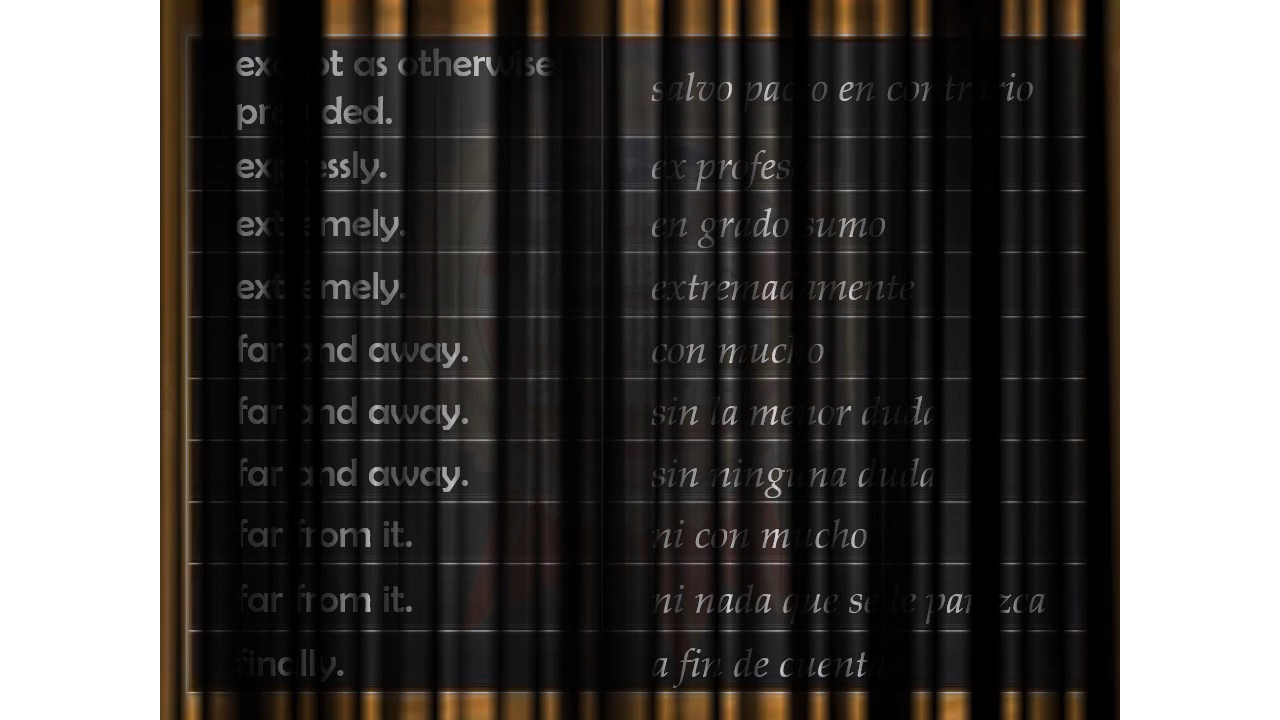 except as otherwise
provided.
salvo pacto en contrario
expressly.
ex profeso
extremely.
en grado sumo
extremely.
extremadamente
far and away.
con mucho
far and away.
sin la menor duda
far and away.
sin ninguna duda
far from it.
ni con mucho
far from it.
ni nada que se le parezca
finally.
a fin de cuentas